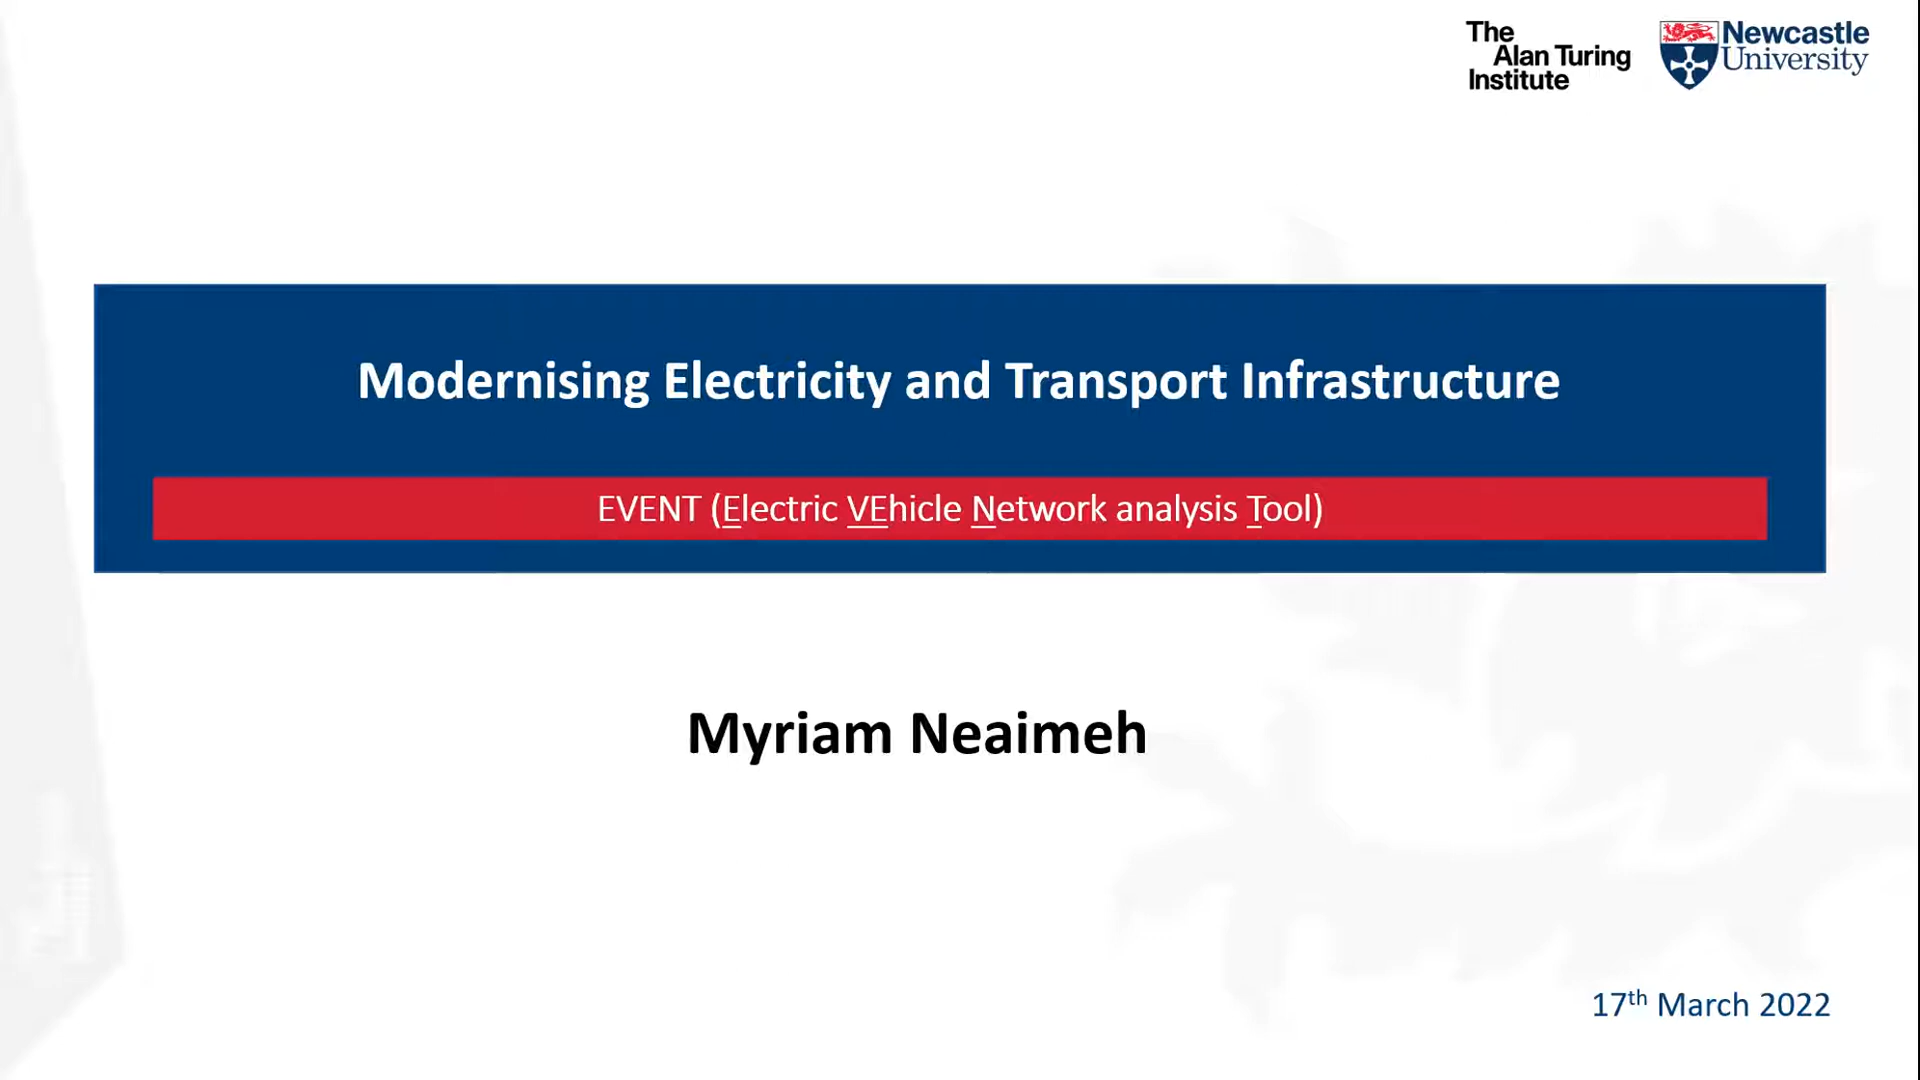 The
Alan Turing
Institute
Newcastle
University
Modernising Electricity and Transport Infrastructure
EVENT (Electric VEhicle Network analysis Tool)
Myriam Neaimeh
17th March 2022